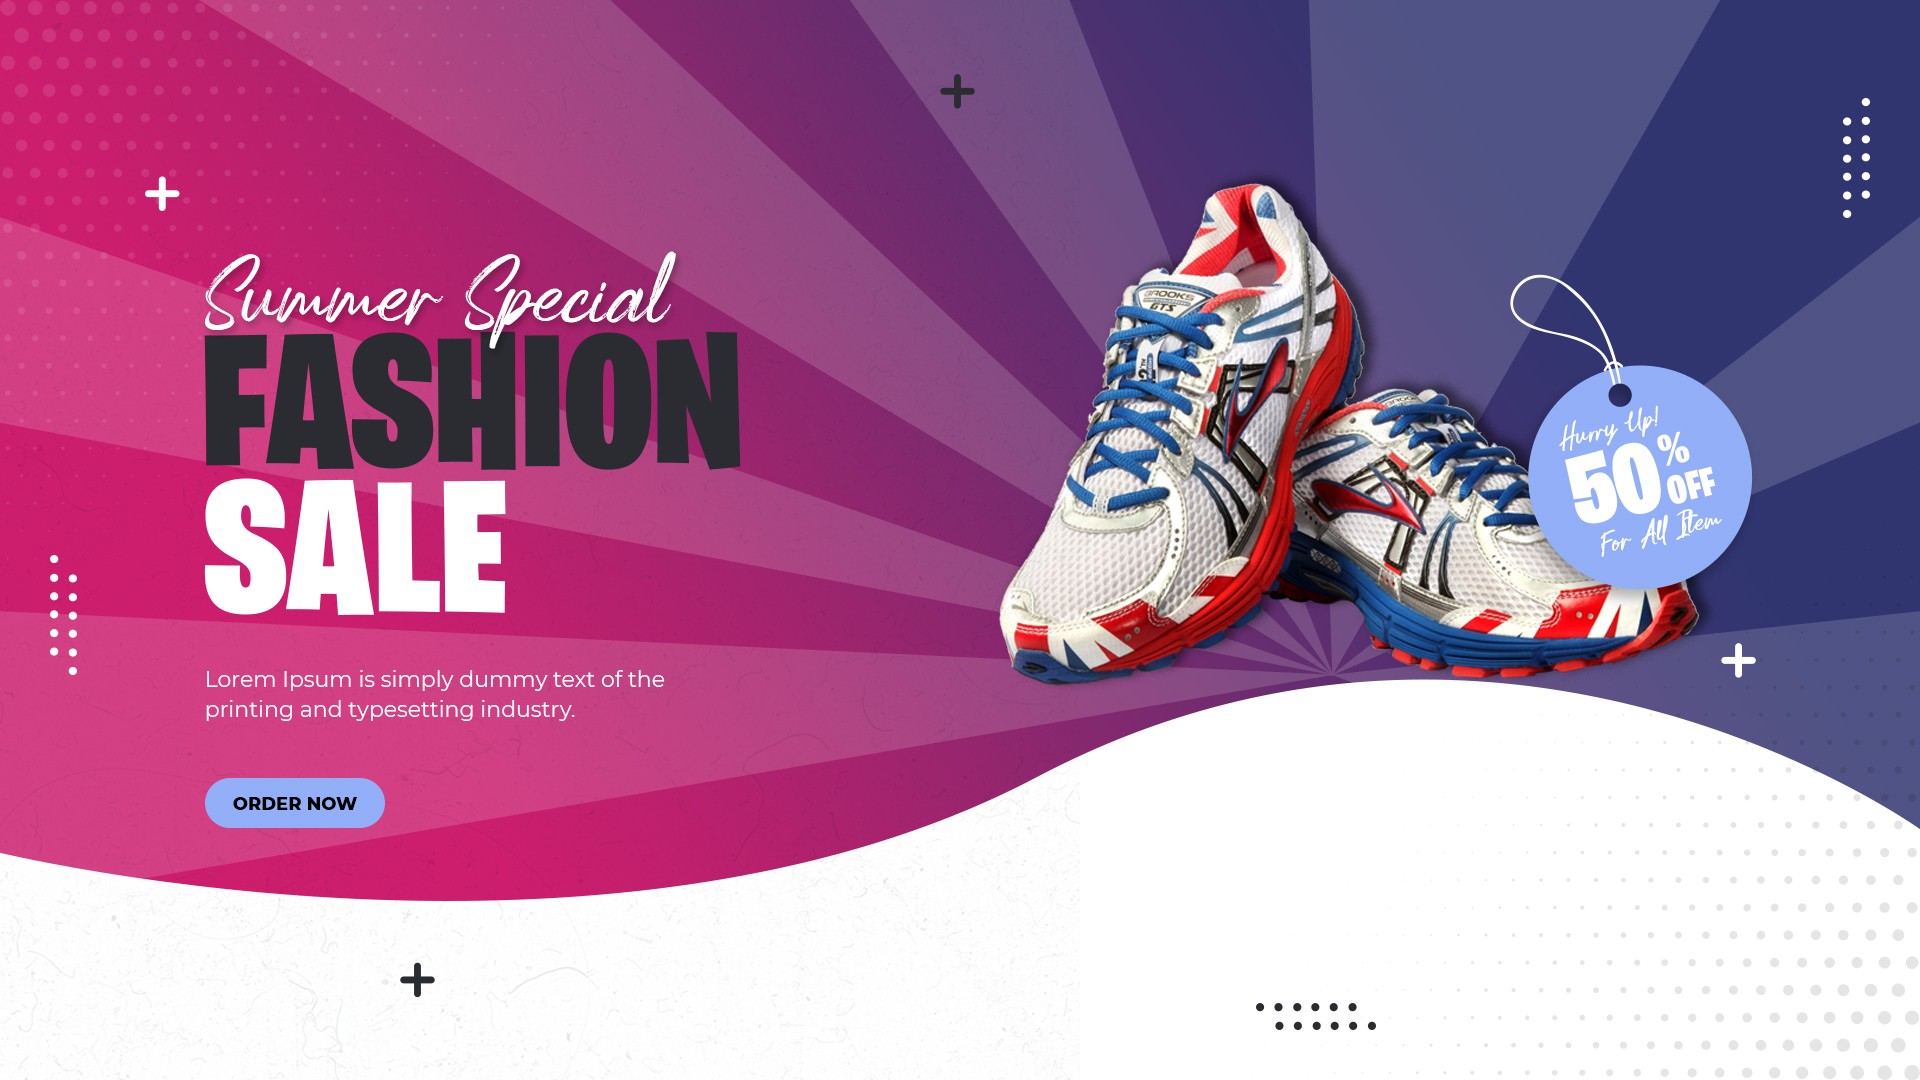 Summer Special
FASHION
SALE
Lorem Ipsum is simply dummy text of the
printing and typesetting industry.
ORDER NOW
BROOKS
GTS
Hurry Up!
50%
OFF
For All Item